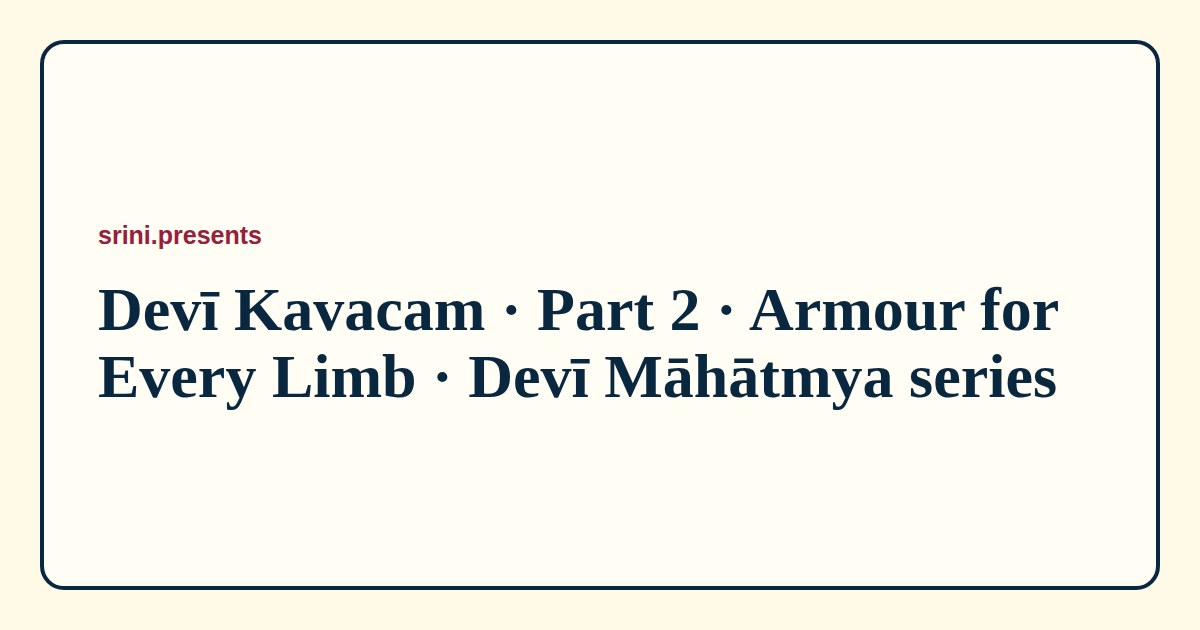 srini.presents
Devī Kavacam · Part 2 · Armour for
Every Limb · Devī Māhātmya series